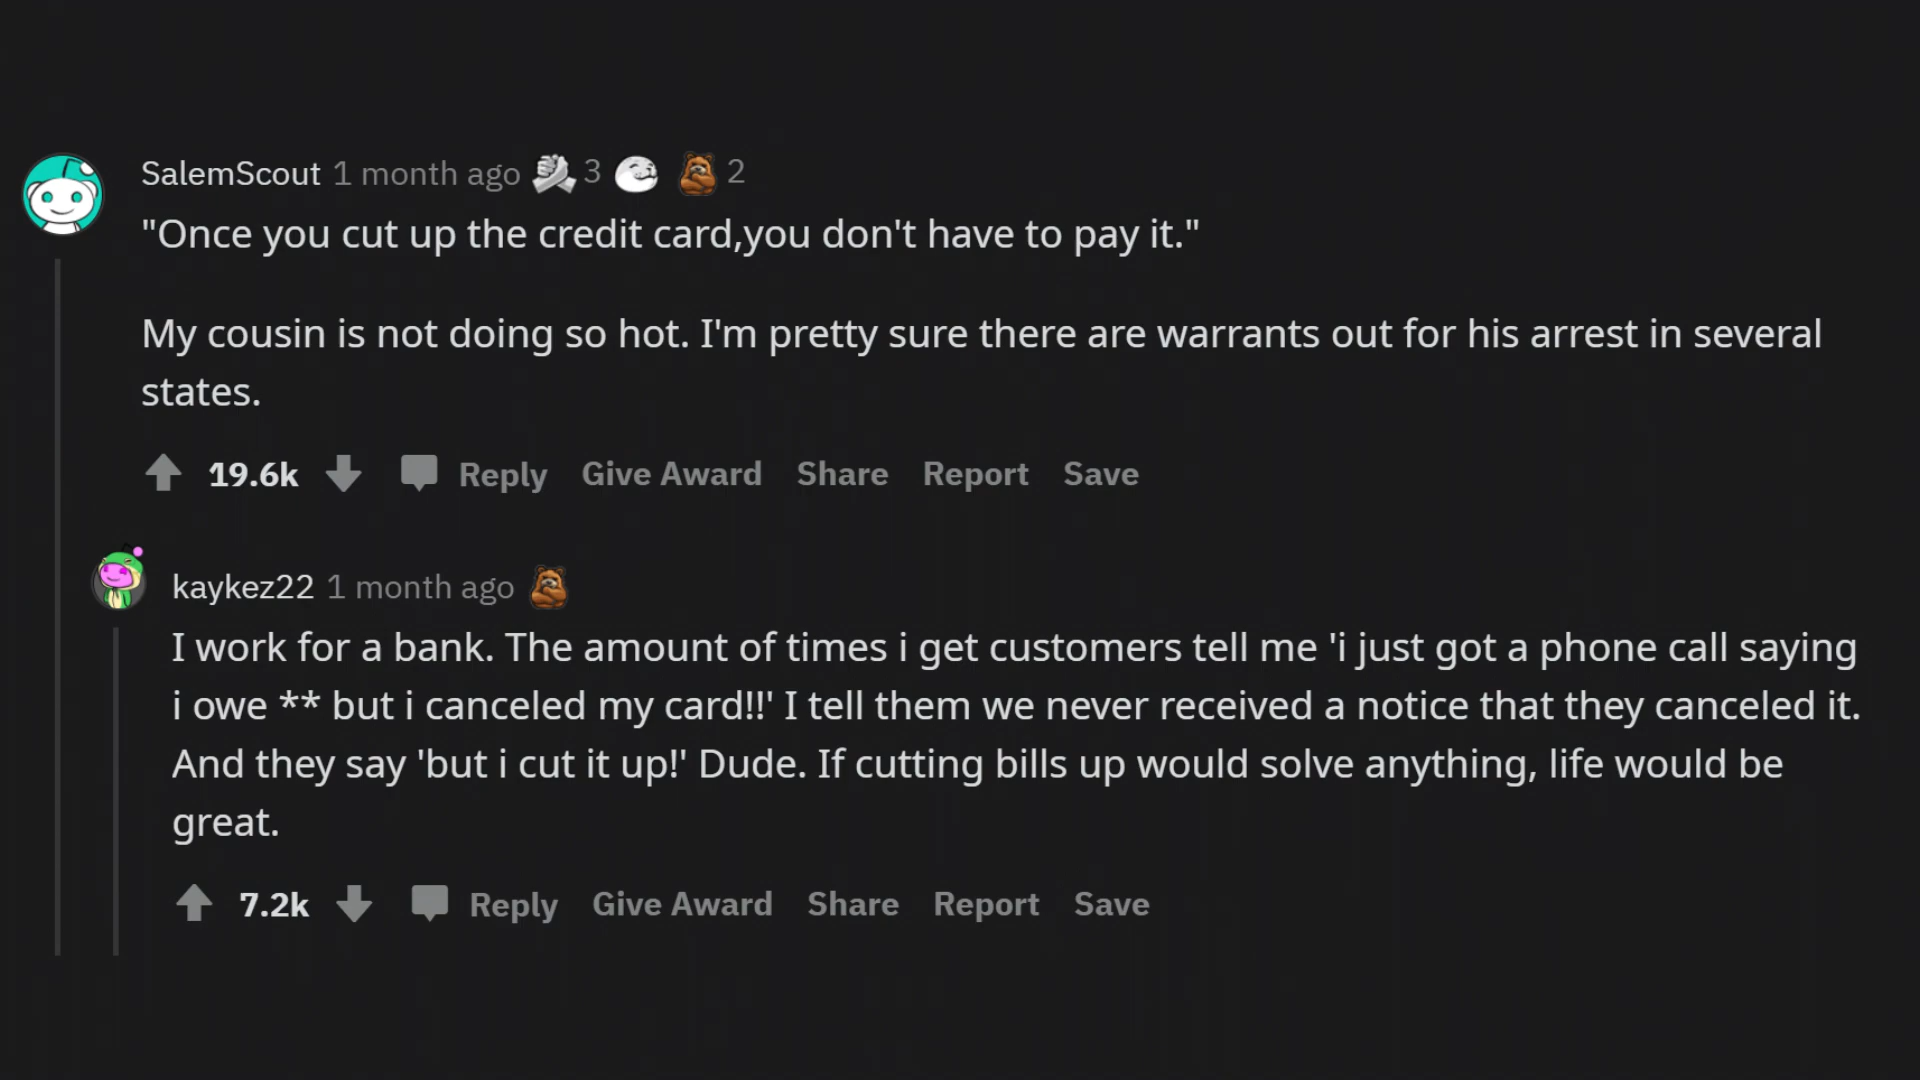 SalemScout 1 month ago 3 2
"Once you cut up the credit card,you don't have to pay it."
My cousin is not doing so hot. I'm pretty sure there are warrants out for his arrest in several
states.
19.6k Reply Give Award Share Report Save
kaykez22 1 month ago
I work for a bank. The amount of times i get customers tell me 'i just got a phone call saying
i owe ** but i canceled my card!!' I tell them we never received a notice that they canceled it.
And they say 'but i cut it up!' Dude. If cutting bills up would solve anything, life would be
great.
7.2k Reply Give Award Share Report Save